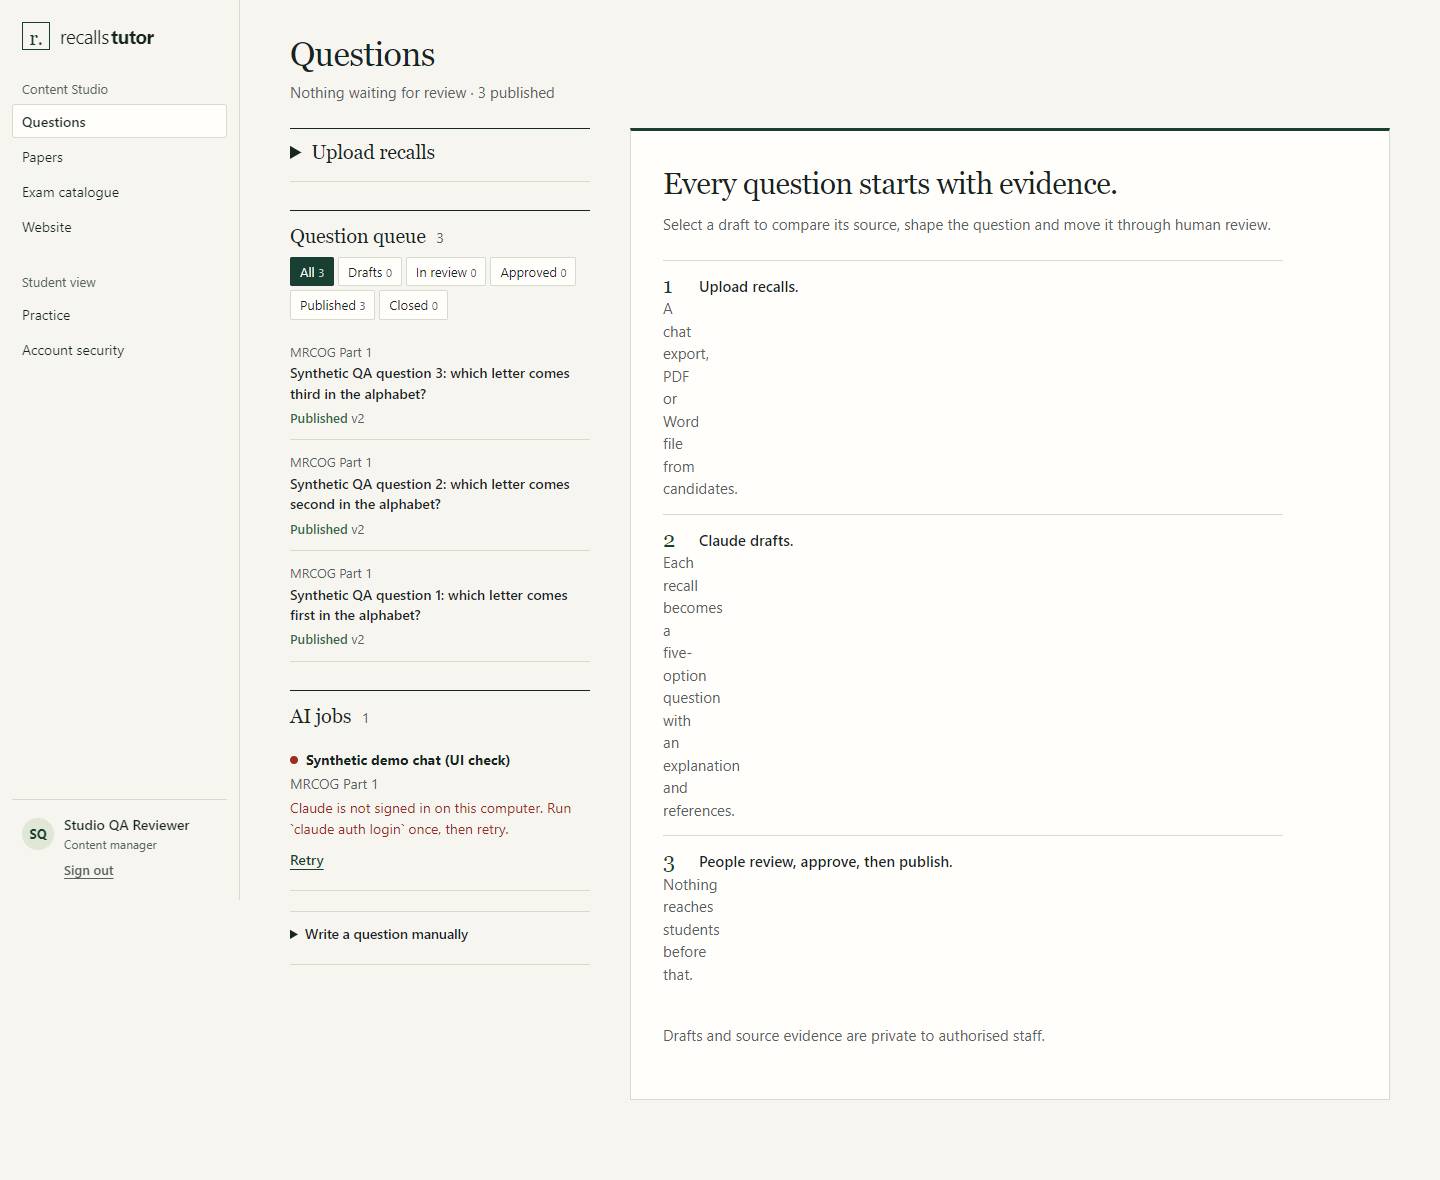 r. recallstutor
Content Studio
Questions
Papers
Exam catalogue
Website
Student view
Practice
Account security
SQ
Studio QA Reviewer
Content manager
Sign out
Questions
Nothing waiting for review · 3 published
Upload recalls
Question queue 3
All 3 Drafts 0 In review 0 Approved 0
Published 3 Closed 0
MRCOG Part 1
Synthetic QA question 3: which letter comes
third in the alphabet?
Published v2
MRCOG Part 1
Synthetic QA question 2: which letter comes
second in the alphabet?
Published v2
MRCOG Part 1
Synthetic QA question 1: which letter comes
first in the alphabet?
Published v2
AI jobs 1
Synthetic demo chat (UI check)
MRCOG Part 1
Claude is not signed in on this computer. Run
`claude auth login` once, then retry.
Retry
Write a question manually
Every question starts with evidence.
Select a draft to compare its source, shape the question and move it through human review.
1 Upload recalls.
A
chat
export,
PDF
or
Word
file
from
candidates.
2 Claude drafts.
Each
recall
becomes
a
five-
option
question
with
an
explanation
and
references.
3 People review, approve, then publish.
Nothing
reaches
students
before
that.
Drafts and source evidence are private to authorised staff.